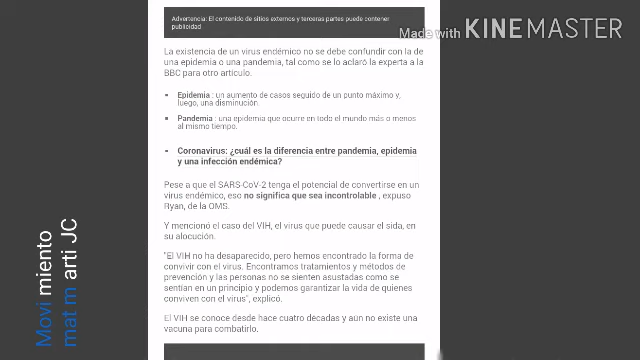 Advertencia: El contenido de sitios externos y terceras partes puede contener
publicidad
Made with KINEMASTER
La existencia de un virus endémico no se debe confundir con la de
una epidemia o una pandemia, tal como se lo aclaró la experta a la
BBC para otro artículo.
• Epidemia : un aumento de casos seguido de un punto máximo y,
luego, una disminución.
• Pandemia : una epidemia que ocurre en todo el mundo más o menos
al mismo tiempo.
• Coronavirus: ¿cuál es la diferencia entre pandemia, epidemia
y una infección endémica?
Pese a que el SARS-CoV-2 tenga el potencial de convertirse en un
virus endémico, eso no significa que sea incontrolable , expuso
Ryan, de la OMS.
Y mencionó el caso del VIH, el virus que puede causar el sida, en
su alocución.
"El VIH no ha desaparecido, pero hemos encontrado la forma de
convivir con el virus. Encontramos tratamientos y métodos de
prevención y las personas no se sienten asustadas como se
sentían en un principio y podemos garantizar la vida de quienes
conviven con el virus", explicó.
El VIH se conoce desde hace cuatro décadas y aún no existe una
vacuna para combatirlo.
Movi miento
mat m arti JC